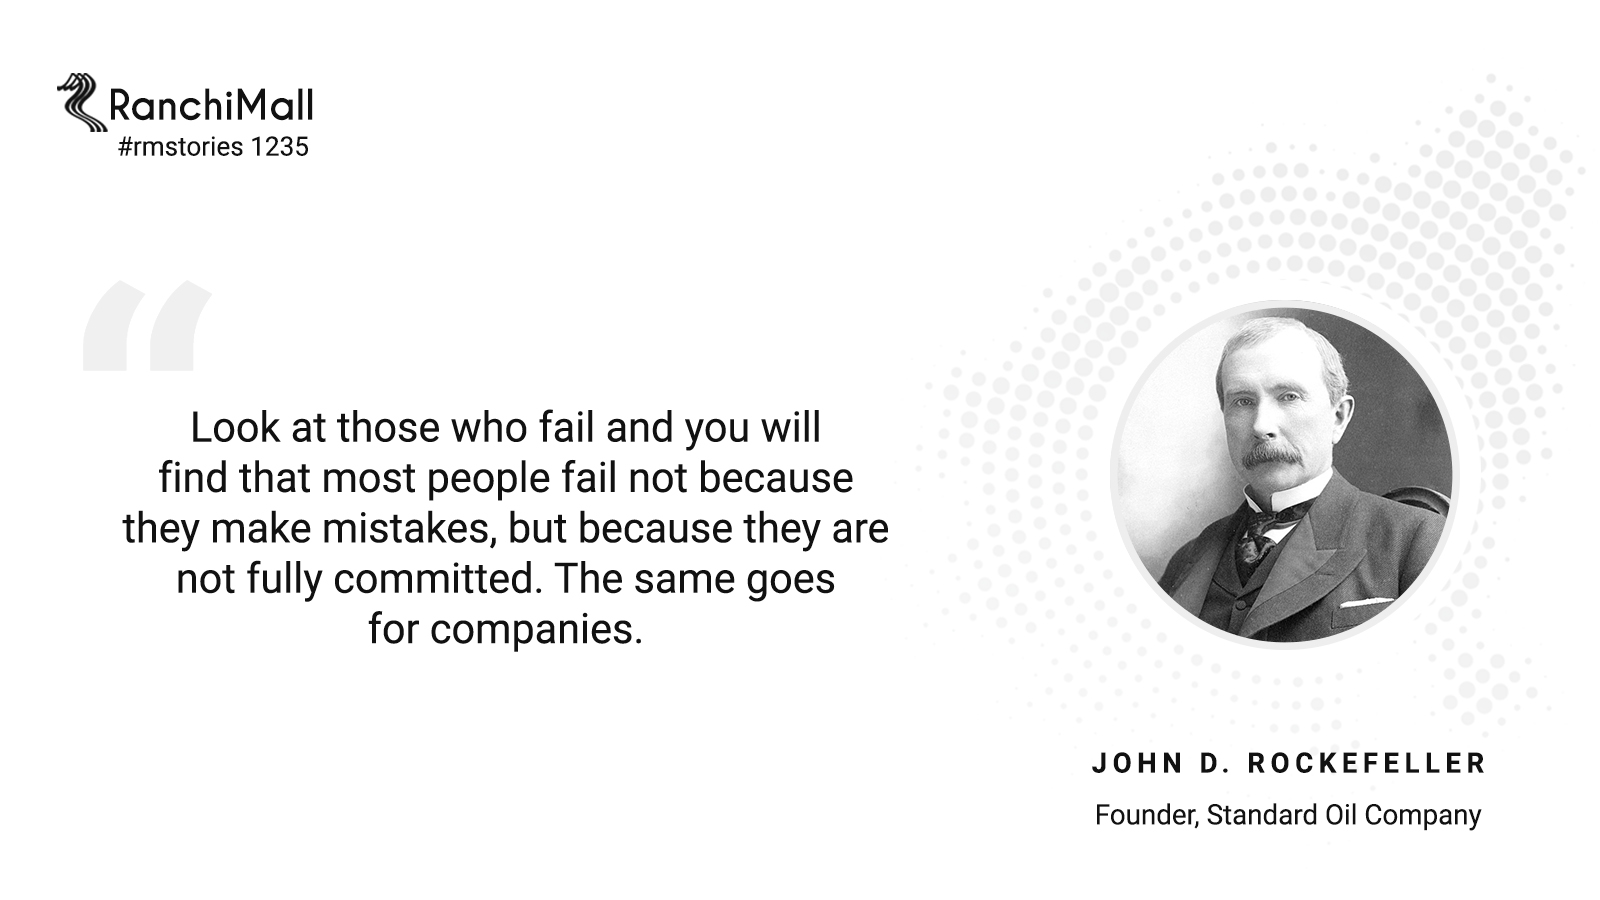 RanchiMall
#rmstories 1235
Look at those who fail and you will
find that most people fail not because
they make mistakes, but because they are
not fully committed. The same goes
for companies.
JOHN D. ROCKEFELLER
Founder, Standard Oil Company